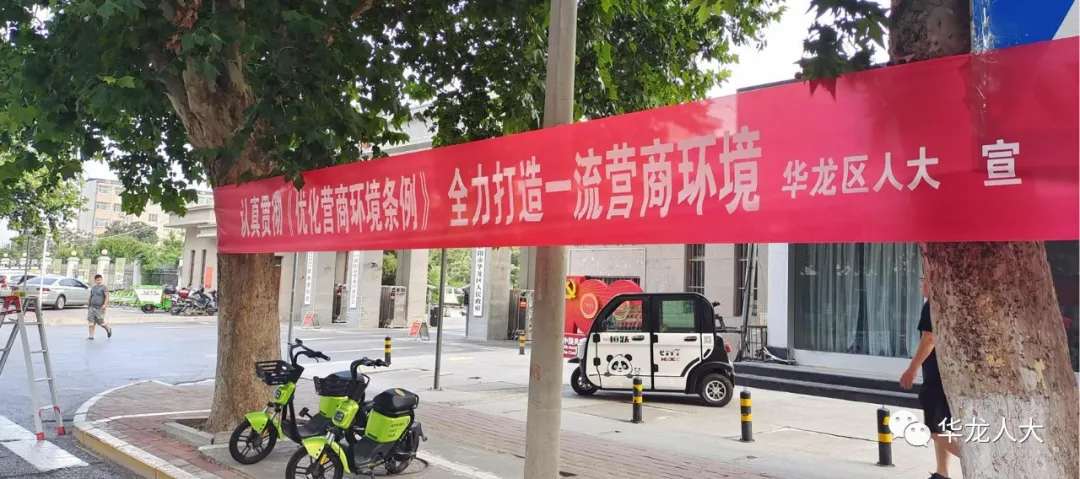 认真贯彻《优化营商环境条例》 全力打造一流营商环境 华龙区人大 宣
华龙人大